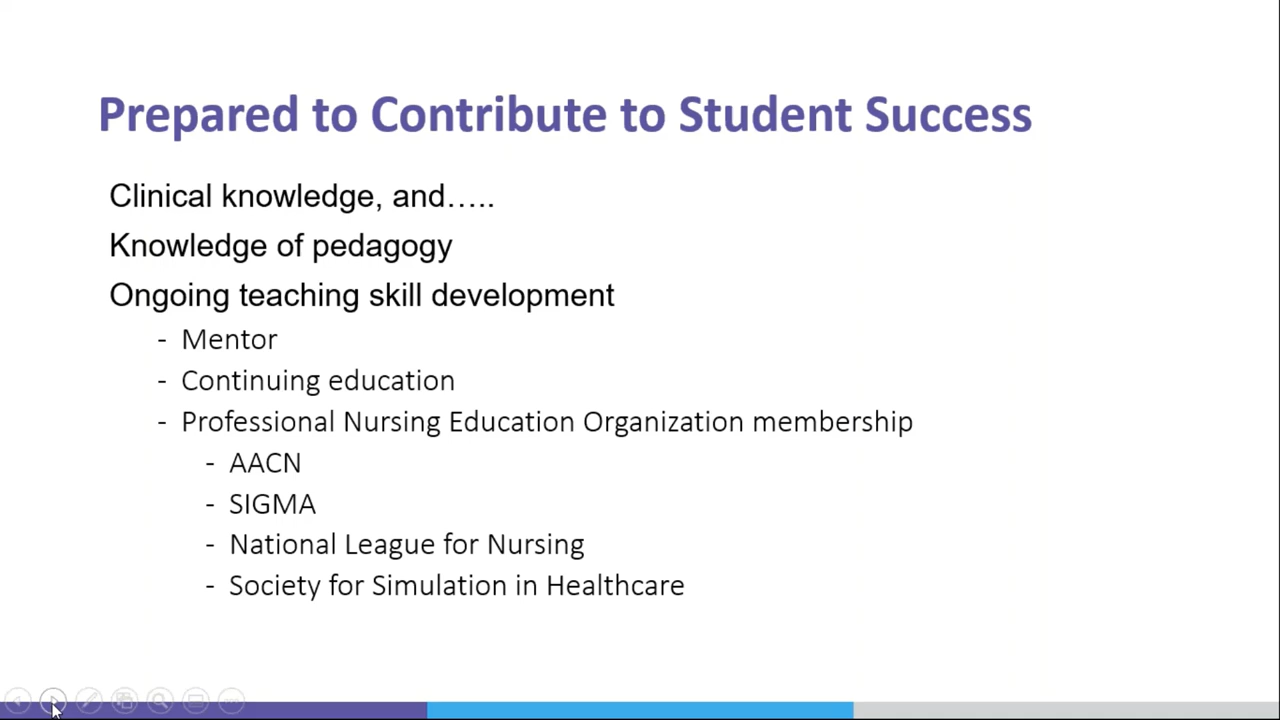 Prepared to Contribute to Student Success
Clinical knowledge, and…..
Knowledge of pedagogy
Ongoing teaching skill development
- Mentor
- Continuing education
- Professional Nursing Education Organization membership
- AACN
- SIGMA
- National League for Nursing
- Society for Simulation in Healthcare